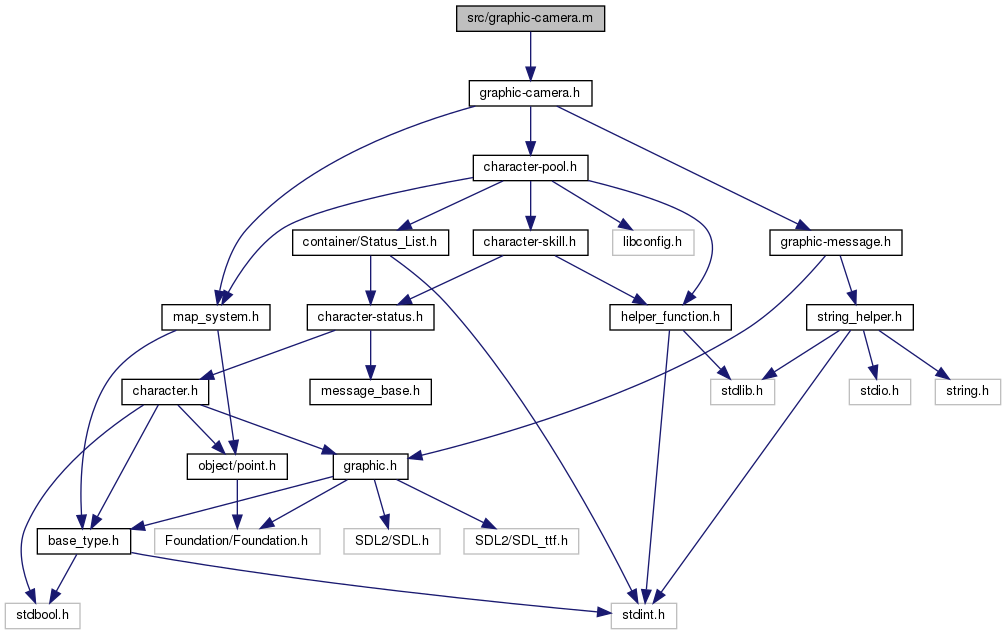 src/graphic-camera.m
graphic-camera.h
character-pool.h
container/Status_List.h
character-skill.h
libconfig.h
graphic-message.h
map_system.h
character-status.h
helper_function.h
string_helper.h
character.h
message_base.h
stdlib.h
stdio.h
string.h
object/point.h
graphic.h
base_type.h
Foundation/Foundation.h
SDL2/SDL.h
SDL2/SDL_ttf.h
stdbool.h
stdint.h